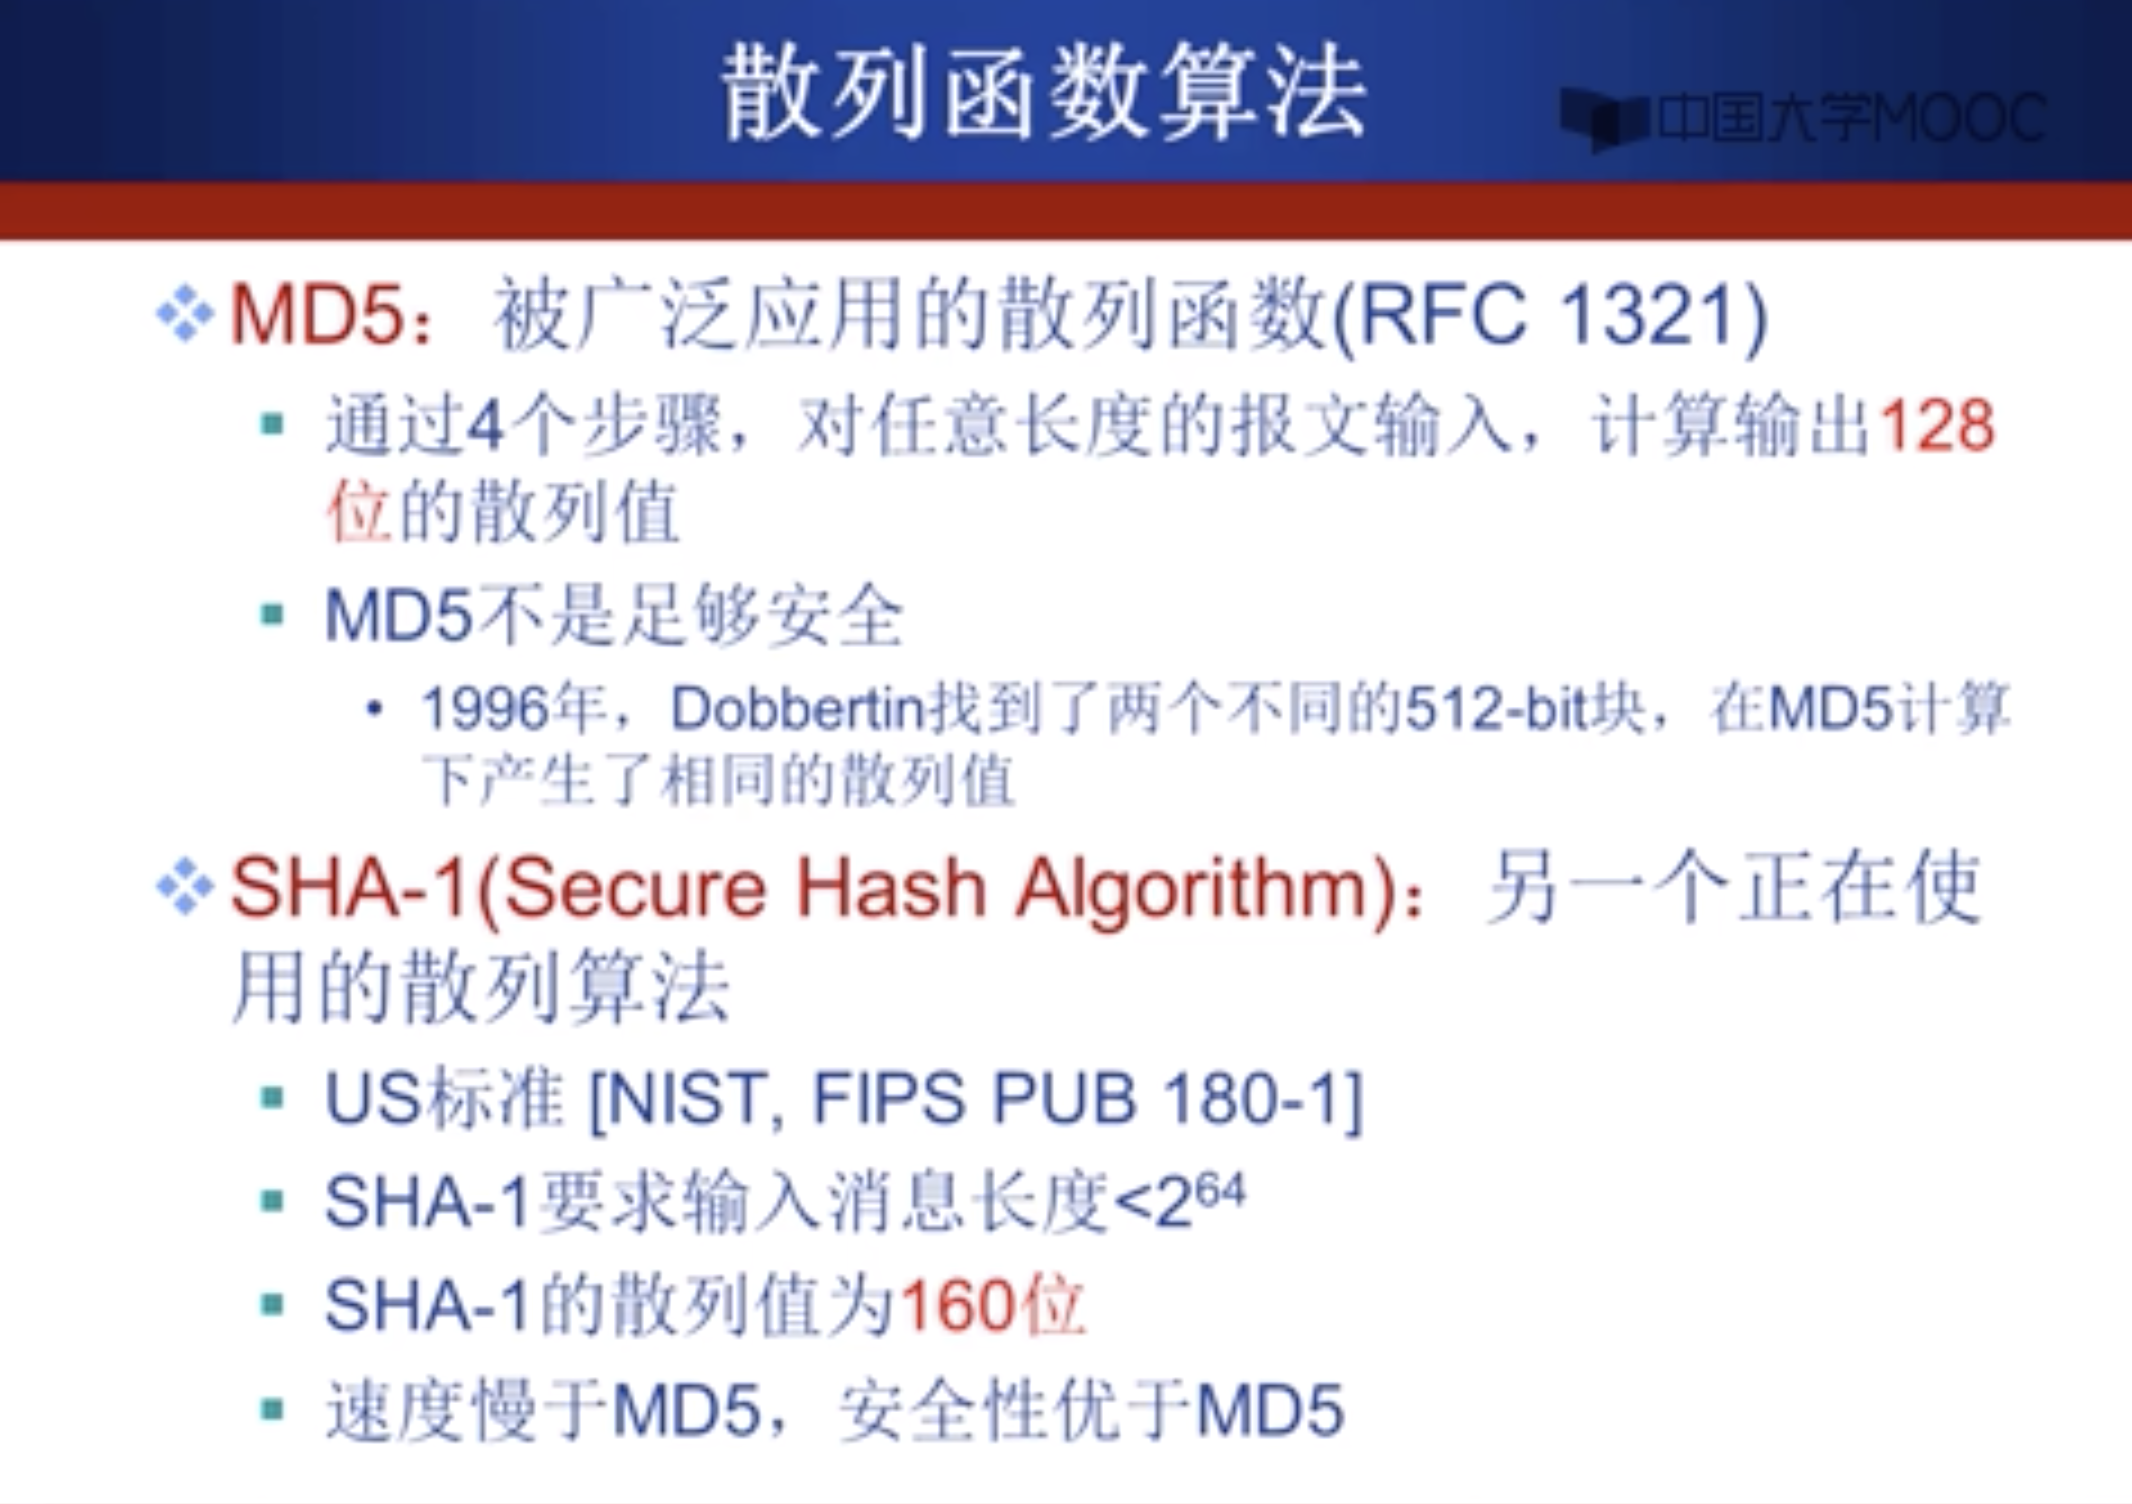 散列函数算法
中国大学MOOC
MD5：被广泛应用的散列函数(RFC 1321)
通过4个步骤，对任意长度的报文输入，计算输出128
位的散列值
MD5不是足够安全
1996年，Dobbertin找到了两个不同的512-bit块，在MD5计算
下产生了相同的散列值
SHA-1(Secure Hash Algorithm)：另一个正在使
用的散列算法
US标准 [NIST, FIPS PUB 180-1]
SHA-1要求输入消息长度<2⁶⁴
SHA-1的散列值为160位
速度慢于MD5，安全性优于MD5